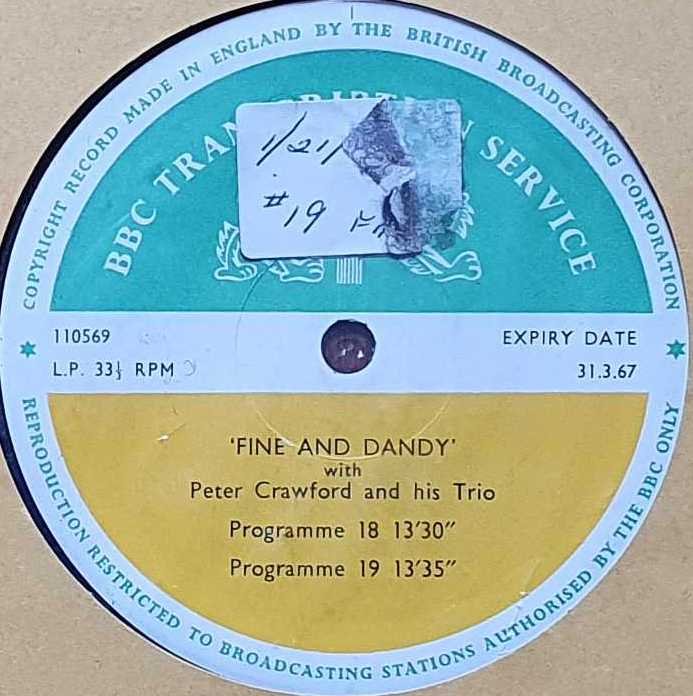 COPYRIGHT RECORD MADE IN ENGLAND BY THE BRITISH BROADCASTING CORPORATION
BBC SERVICE
1/21/
#19
110569
EXPIRY DATE
L.P. 33⅓ RPM
31.3.67
'FINE AND DANDY'
with
Peter Crawford and his Trio
Programme 18 13'30"
Programme 19 13'35"
REPRODUCTION RESTRICTED TO BROADCASTING STATIONS AUTHORISED BY THE BBC ONLY